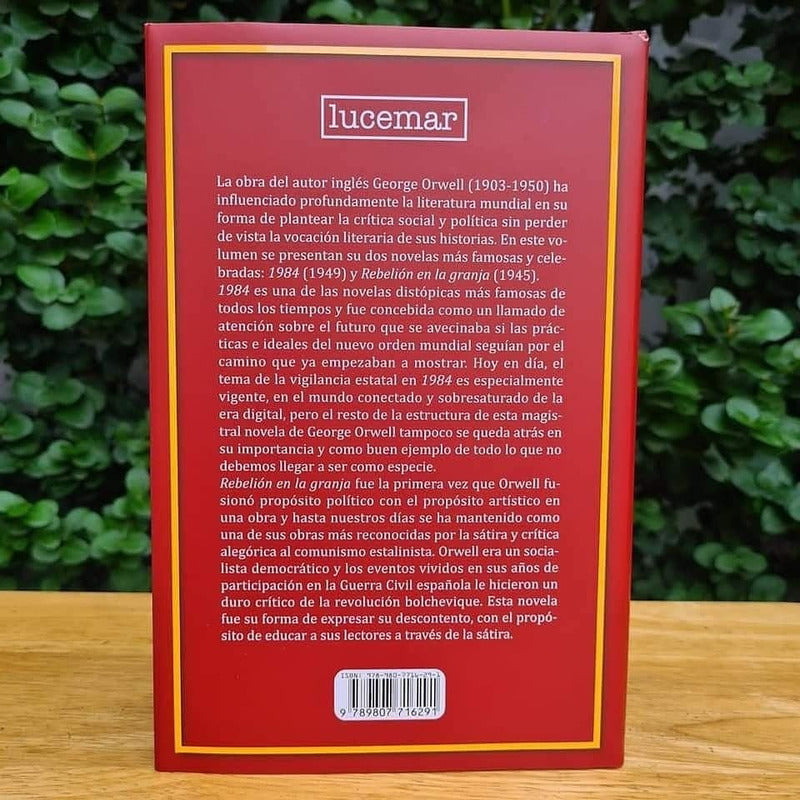 lucemar
La obra del autor inglés George Orwell (1903-1950) ha
influenciado profundamente la literatura mundial en su
forma de plantear la crítica social y política sin perder
de vista la vocación literaria de sus historias. En este vo-
lumen se presentan su dos novelas más famosas y cele-
bradas: 1984 (1949) y Rebelión en la granja (1945).
1984 es una de las novelas distópicas más famosas de
todos los tiempos y fue concebida como un llamado de
atención sobre el futuro que se avecinaba si las prác-
ticas e ideales del nuevo orden mundial seguían por el
camino que ya empezaban a mostrar. Hoy en día, el
tema de la vigilancia estatal en 1984 es especialmente
vigente, en el mundo conectado y sobresaturado de la
era digital, pero el resto de la estructura de esta magis-
tral novela de George Orwell tampoco se queda atrás en
su importancia y como buen ejemplo de todo lo que no
debemos llegar a ser como especie.
Rebelión en la granja fue la primera vez que Orwell fu-
sionó propósito político con el propósito artístico en
una obra y hasta nuestros días se ha mantenido como
una de sus obras más reconocidas por la sátira y crítica
alegórica al comunismo estalinista. Orwell era un socia-
lista democrático y los eventos vividos en sus años de
participación en la Guerra Civil española le hicieron un
duro crítico de la revolución bolchevique. Esta novela
fue su forma de expresar su descontento, con el propó-
sito de educar a sus lectores a través de la sátira.
ISBN: 978-980-7716-29-1
9 789807 716291